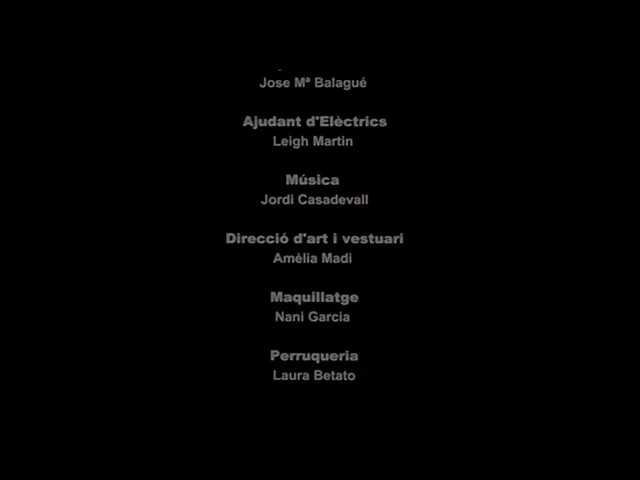 Jose Mª Balagué
Ajudant d'Elèctrics
Leigh Martin
Música
Jordi Casadevall
Direcció d'art i vestuari
Amèlia Madi
Maquillatge
Nani Garcia
Perruqueria
Laura Betato